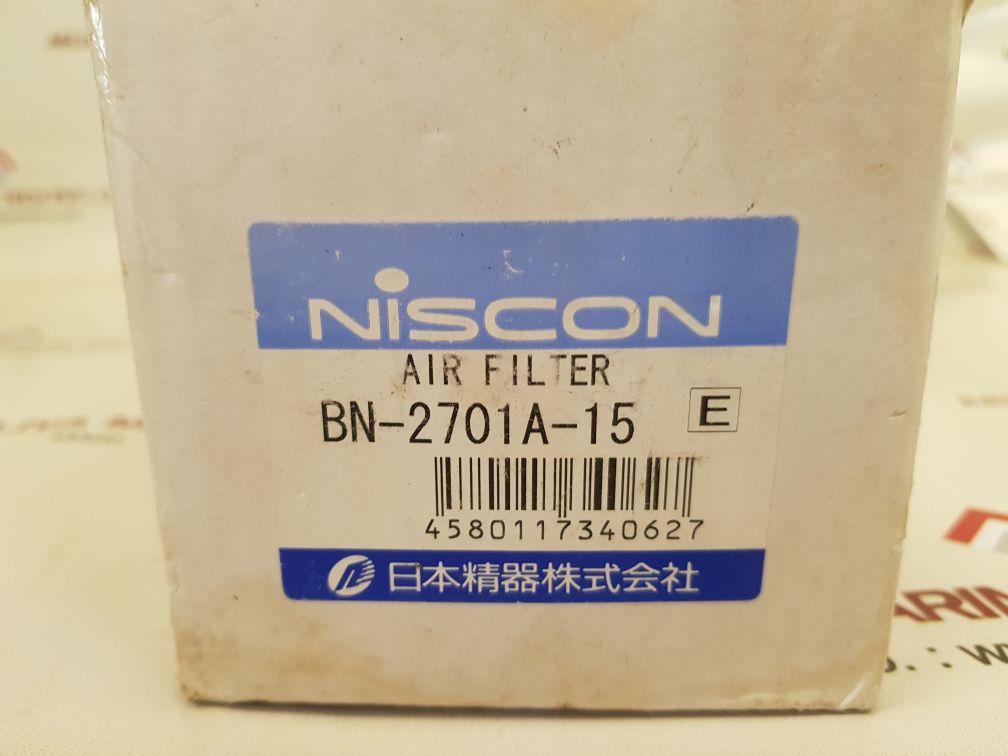 NiSCON
AIR FILTER
BN-2701A-15 E
4580117340627
日本精器株式会社